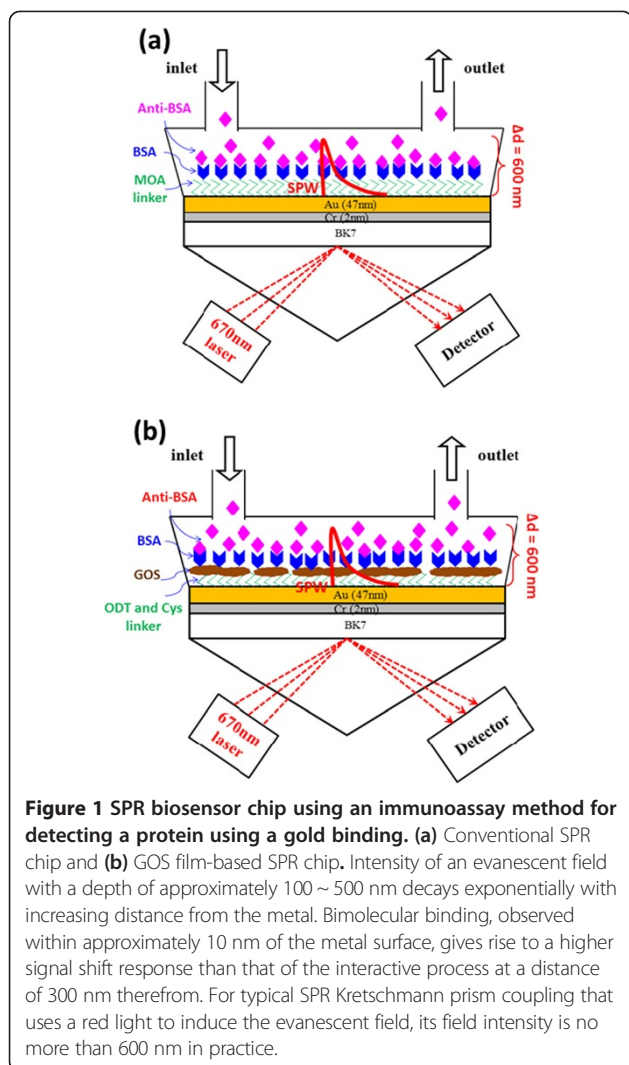 (a)
inlet
outlet
Anti-BSA
BSA
MOA
linker
SPW
Δd = 600 nm
Au (47nm)
Cr (2nm)
BK7
670nm
laser
Detector
(b)
inlet
outlet
Anti-BSA
BSA
GOS
ODT and Cys
linker
SPW
Δd = 600 nm
Au (47nm)
Cr (2nm)
BK7
670nm
laser
Detector
Figure 1 SPR biosensor chip using an immunoassay method for
detecting a protein using a gold binding. (a) Conventional SPR
chip and (b) GOS film-based SPR chip. Intensity of an evanescent field
with a depth of approximately 100 ~ 500 nm decays exponentially with
increasing distance from the metal. Bimolecular binding, observed
within approximately 10 nm of the metal surface, gives rise to a higher
signal shift response than that of the interactive process at a distance
of 300 nm therefrom. For typical SPR Kretschmann prism coupling that
uses a red light to induce the evanescent field, its field intensity is no
more than 600 nm in practice.